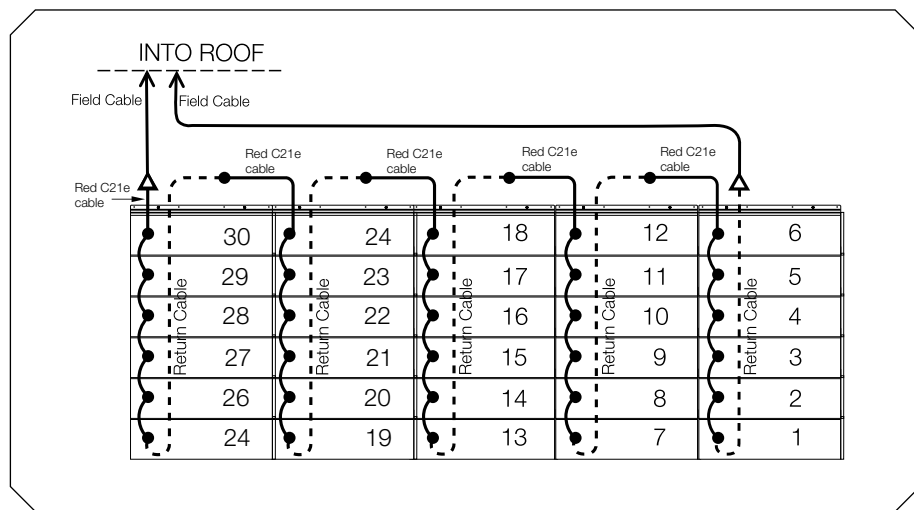 INTO ROOF
Field Cable
Field Cable
Red C21e
cable
Red C21e
cable
Red C21e
cable
Red C21e
cable
Red C21e
cable
30 24 18 12 6
29 23 17 11 5
28 22 16 10 4
27 21 15 9 3
26 20 14 8 2
24 19 13 7 1
Return Cable
Return Cable
Return Cable
Return Cable
Return Cable